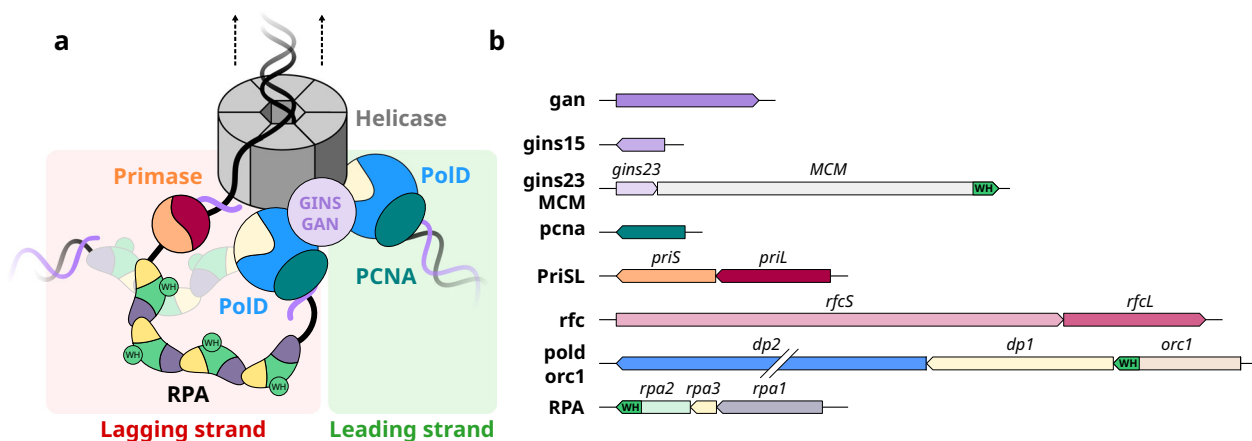 a
Helicase
Primase
PolD
GINS
GAN
PCNA
WH
PolD
WH
WH
WH
RPA
Lagging strand
Leading strand
b
gan
gins15
gins23 MCM
gins23
MCM
WH
pcna
PriSL
priS
priL
rfc
rfcS
rfcL
pold
orc1
dp2
dp1
orc1
WH
RPA
rpa2
rpa3
rpa1
WH